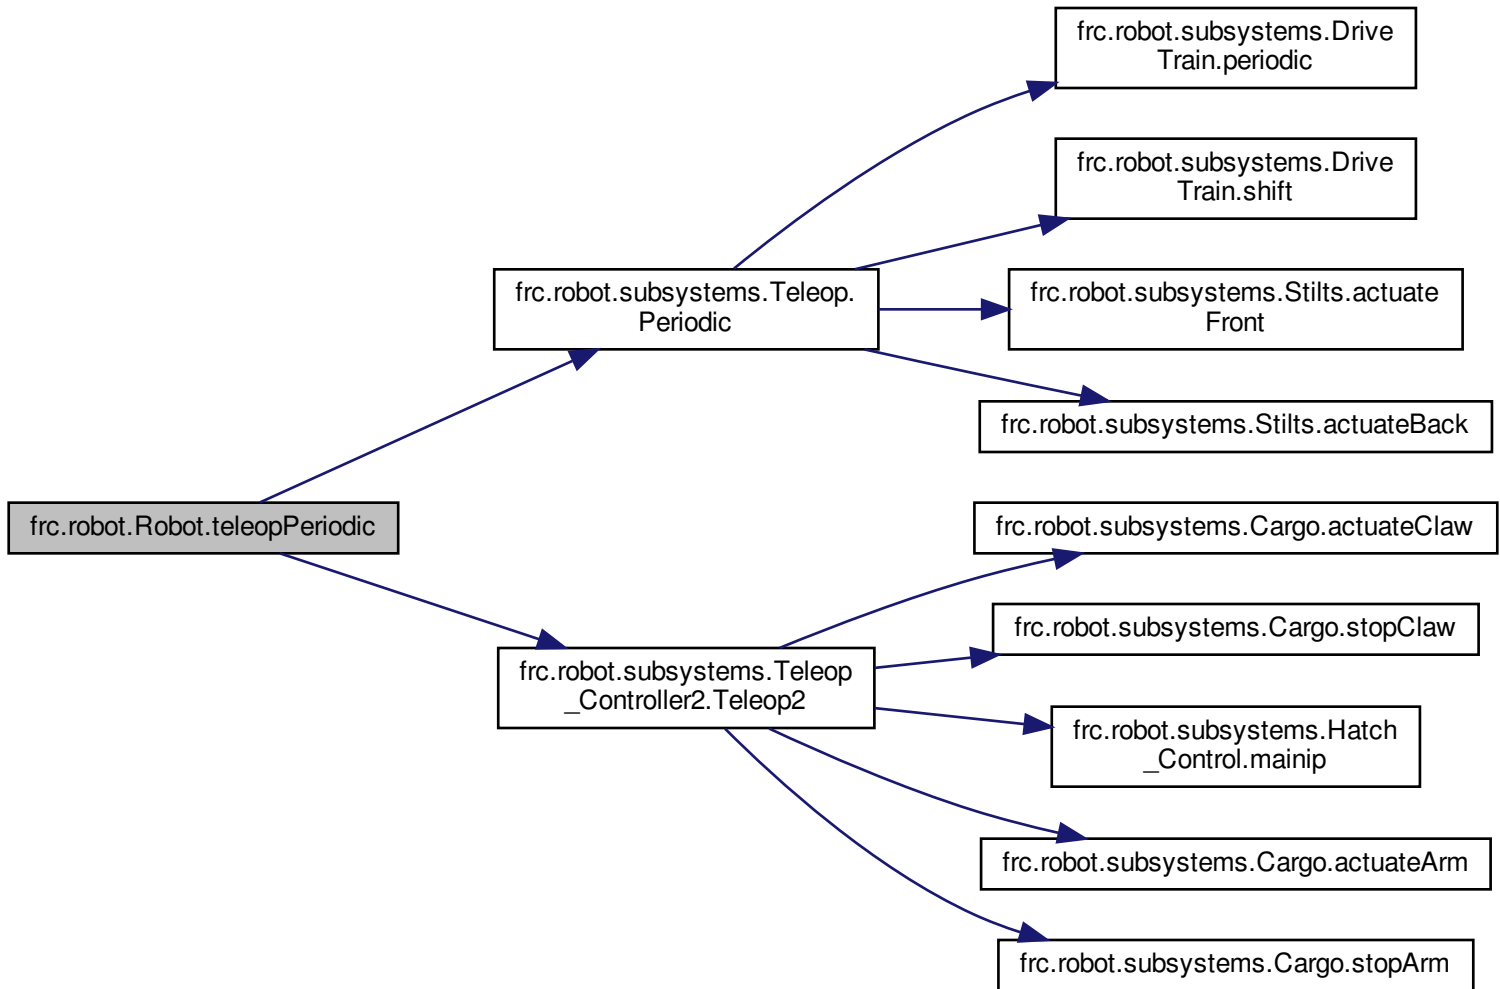 frc.robot.subsystems.Drive
Train.periodic
frc.robot.subsystems.Drive
Train.shift
frc.robot.subsystems.Teleop.
Periodic
frc.robot.subsystems.Stilts.actuate
Front
frc.robot.subsystems.Stilts.actuateBack
frc.robot.Robot.teleopPeriodic
frc.robot.subsystems.Cargo.actuateClaw
frc.robot.subsystems.Cargo.stopClaw
frc.robot.subsystems.Teleop
_Controller2.Teleop2
frc.robot.subsystems.Hatch
_Control.mainip
frc.robot.subsystems.Cargo.actuateArm
frc.robot.subsystems.Cargo.stopArm